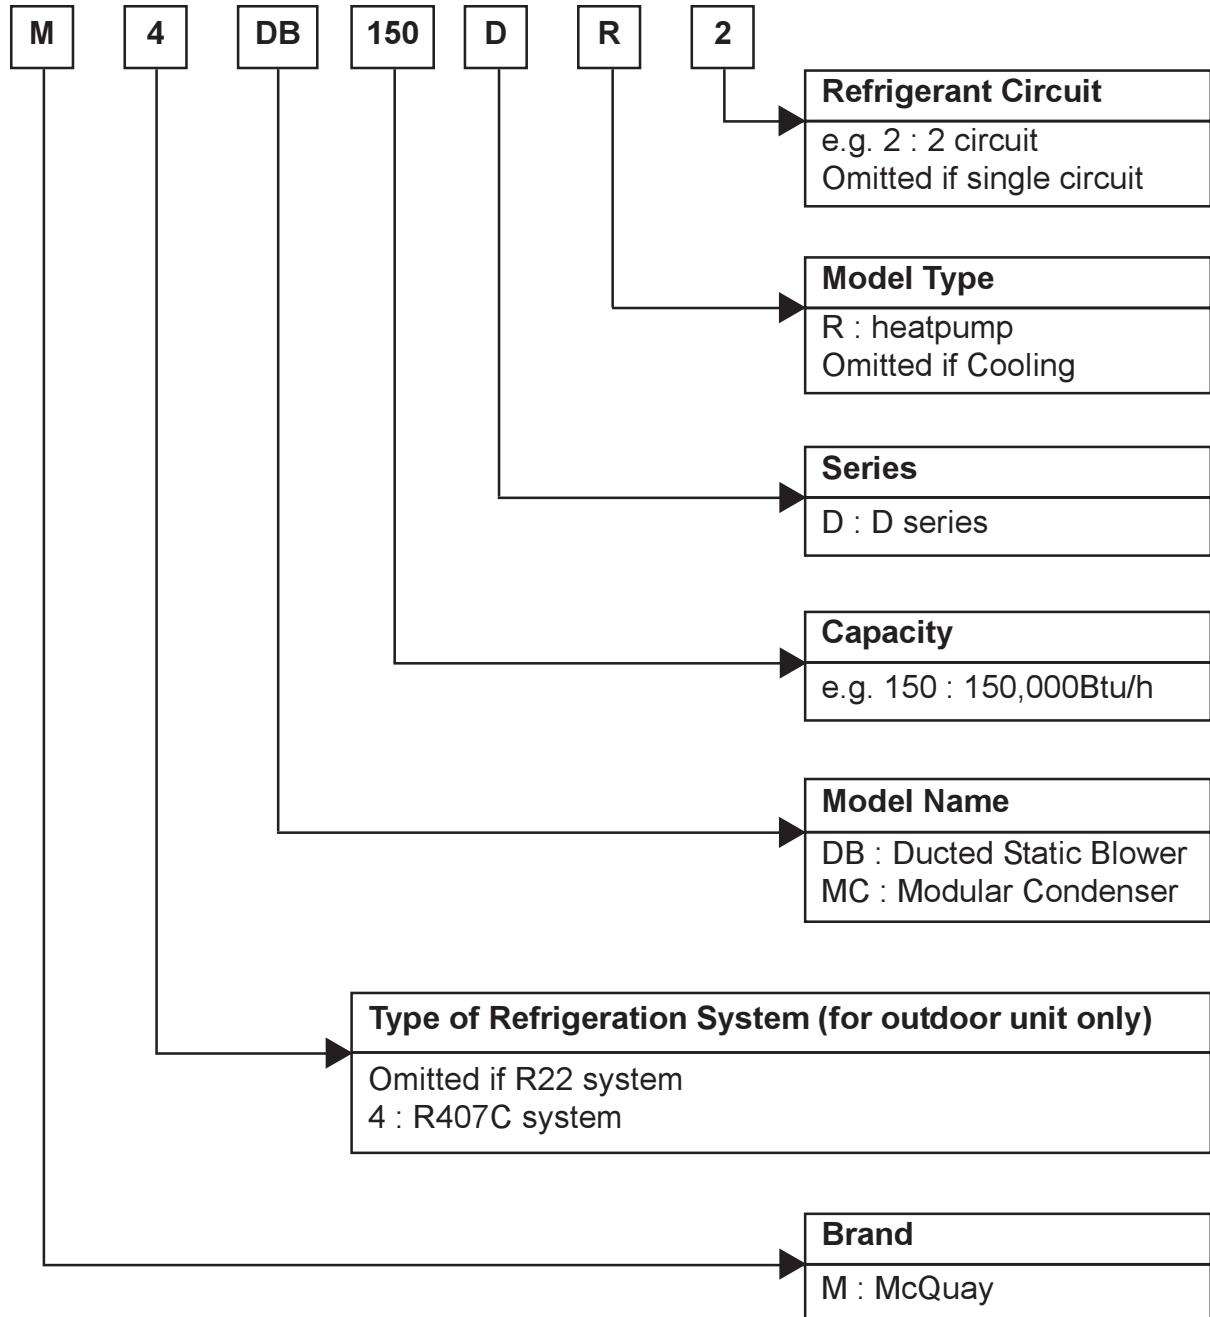 M 4 DB 150 D R 2
Refrigerant Circuit
e.g. 2 : 2 circuit
Omitted if single circuit
Model Type
R : heatpump
Omitted if Cooling
Series
D : D series
Capacity
e.g. 150 : 150,000Btu/h
Model Name
DB : Ducted Static Blower
MC : Modular Condenser
Type of Refrigeration System (for outdoor unit only)
Omitted if R22 system
4 : R407C system
Brand
M : McQuay